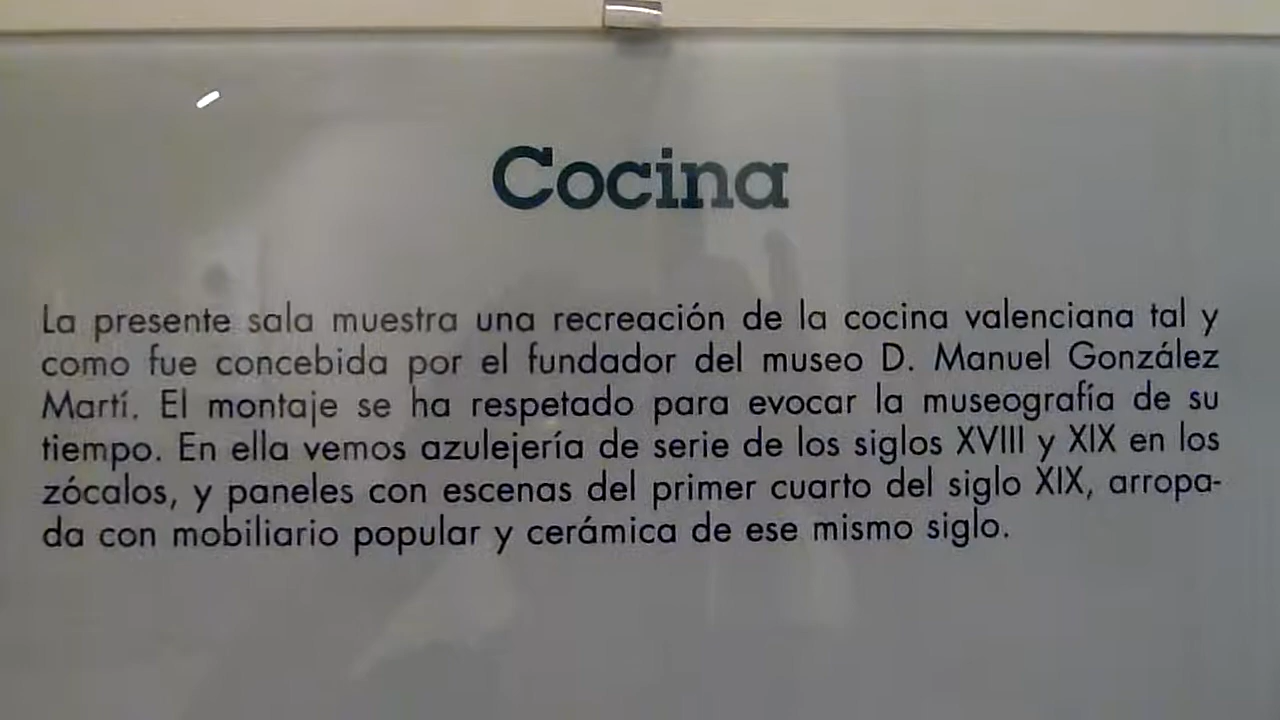 Cocina
La presente sala muestra una recreación de la cocina valenciana tal y
como fue concebida por el fundador del museo D. Manuel González
Martí. El montaje se ha respetado para evocar la museografía de su
tiempo. En ella vemos azulejería de serie de los siglos XVIII y XIX en los
zócalos, y paneles con escenas del primer cuarto del siglo XIX, arropa-
da con mobiliario popular y cerámica de ese mismo siglo.